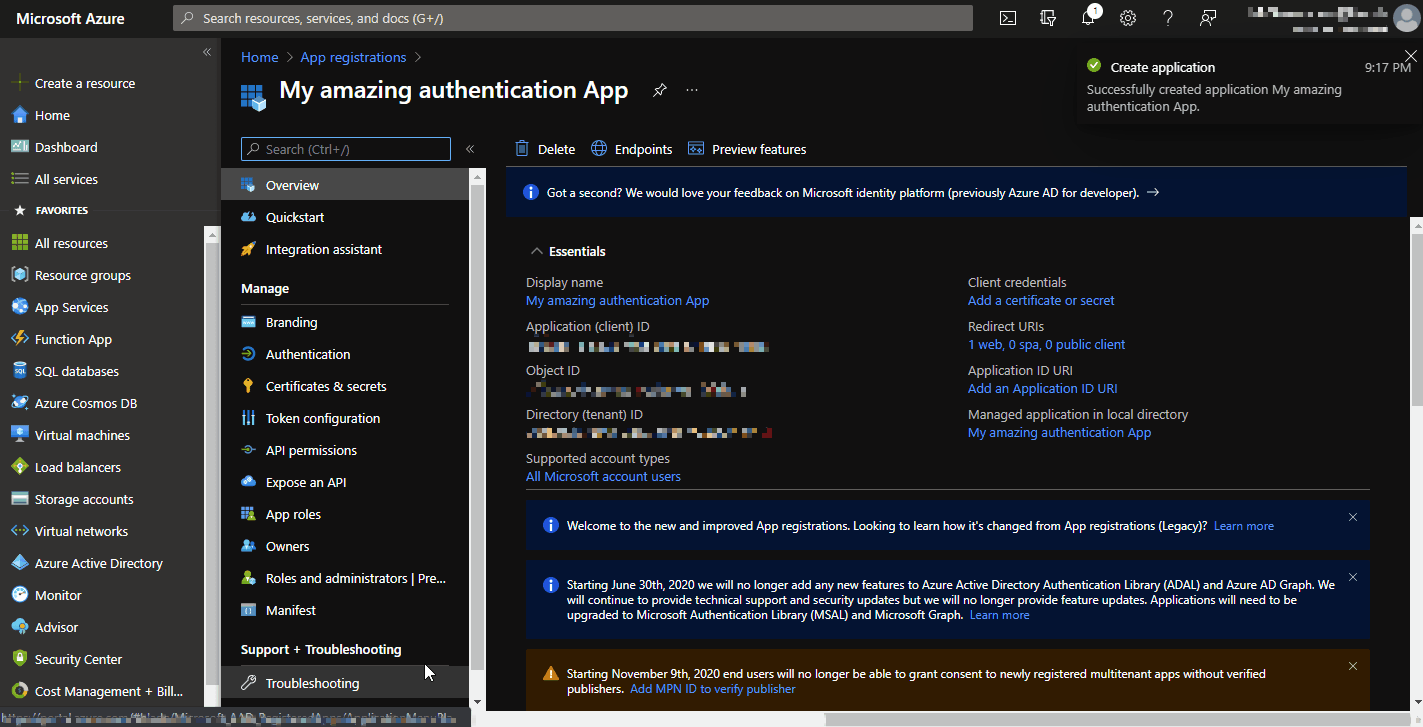 Microsoft Azure
Search resources, services, and docs (G+/)
1
Create a resource
Home
Dashboard
All services
FAVORITES
All resources
Resource groups
App Services
Function App
SQL databases
Azure Cosmos DB
Virtual machines
Load balancers
Storage accounts
Virtual networks
Azure Active Directory
Monitor
Advisor
Security Center
Cost Management + Bill...
Home > App registrations >
My amazing authentication App
Create application
9:17 PM
Successfully created application My amazing
authentication App.
Search (Ctrl+/)
Overview
Quickstart
Integration assistant
Manage
Branding
Authentication
Certificates & secrets
Token configuration
API permissions
Expose an API
App roles
Owners
Roles and administrators | Pre...
Manifest
Support + Troubleshooting
Troubleshooting
Delete
Endpoints
Preview features
Got a second? We would love your feedback on Microsoft identity platform (previously Azure AD for developer).
Essentials
Display name
My amazing authentication App
Application (client) ID
Object ID
Directory (tenant) ID
Supported account types
All Microsoft account users
Client credentials
Add a certificate or secret
Redirect URIs
1 web, 0 spa, 0 public client
Application ID URI
Add an Application ID URI
Managed application in local directory
My amazing authentication App
Welcome to the new and improved App registrations. Looking to learn how it's changed from App registrations (Legacy)? Learn more
Starting June 30th, 2020 we will no longer add any new features to Azure Active Directory Authentication Library (ADAL) and Azure AD Graph. We
will continue to provide technical support and security updates but we will no longer provide feature updates. Applications will need to be
upgraded to Microsoft Authentication Library (MSAL) and Microsoft Graph. Learn more
Starting November 9th, 2020 end users will no longer be able to grant consent to newly registered multitenant apps without verified
publishers. Add MPN ID to verify publisher